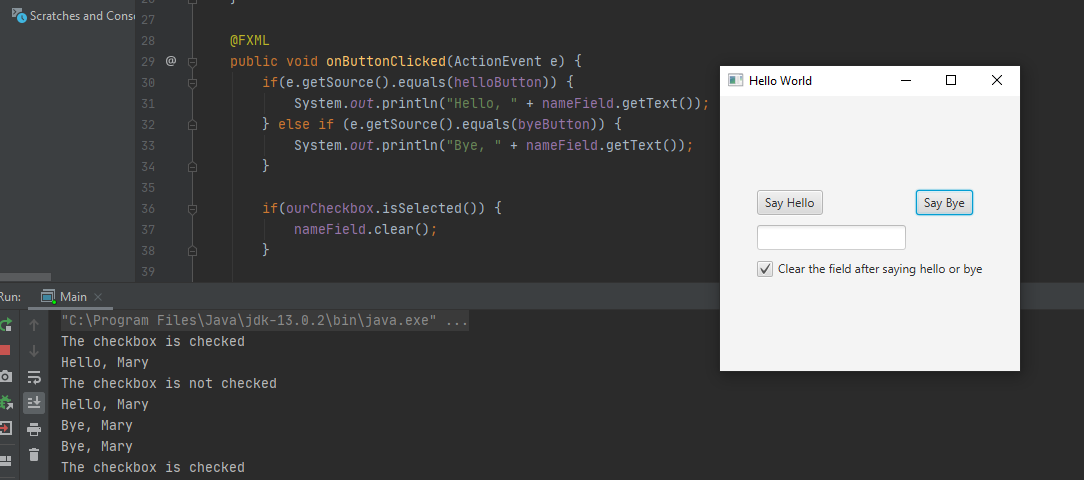 Scratches and Cons
27
28 @FXML
29 @ public void onButtonClicked(ActionEvent e) {
30 if(e.getSource().equals(helloButton)) {
31 System.out.println("Hello, " + nameField.getText());
32 } else if (e.getSource().equals(byeButton)) {
33 System.out.println("Bye, " + nameField.getText());
34 }
35
36 if(ourCheckbox.isSelected()) {
37 nameField.clear();
38 }
39
Hello World
Say Hello
Say Bye
Clear the field after saying hello or bye
Run: Main
"C:\Program Files\Java\jdk-13.0.2\bin\java.exe" ...
The checkbox is checked
Hello, Mary
The checkbox is not checked
Hello, Mary
Bye, Mary
Bye, Mary
The checkbox is checked